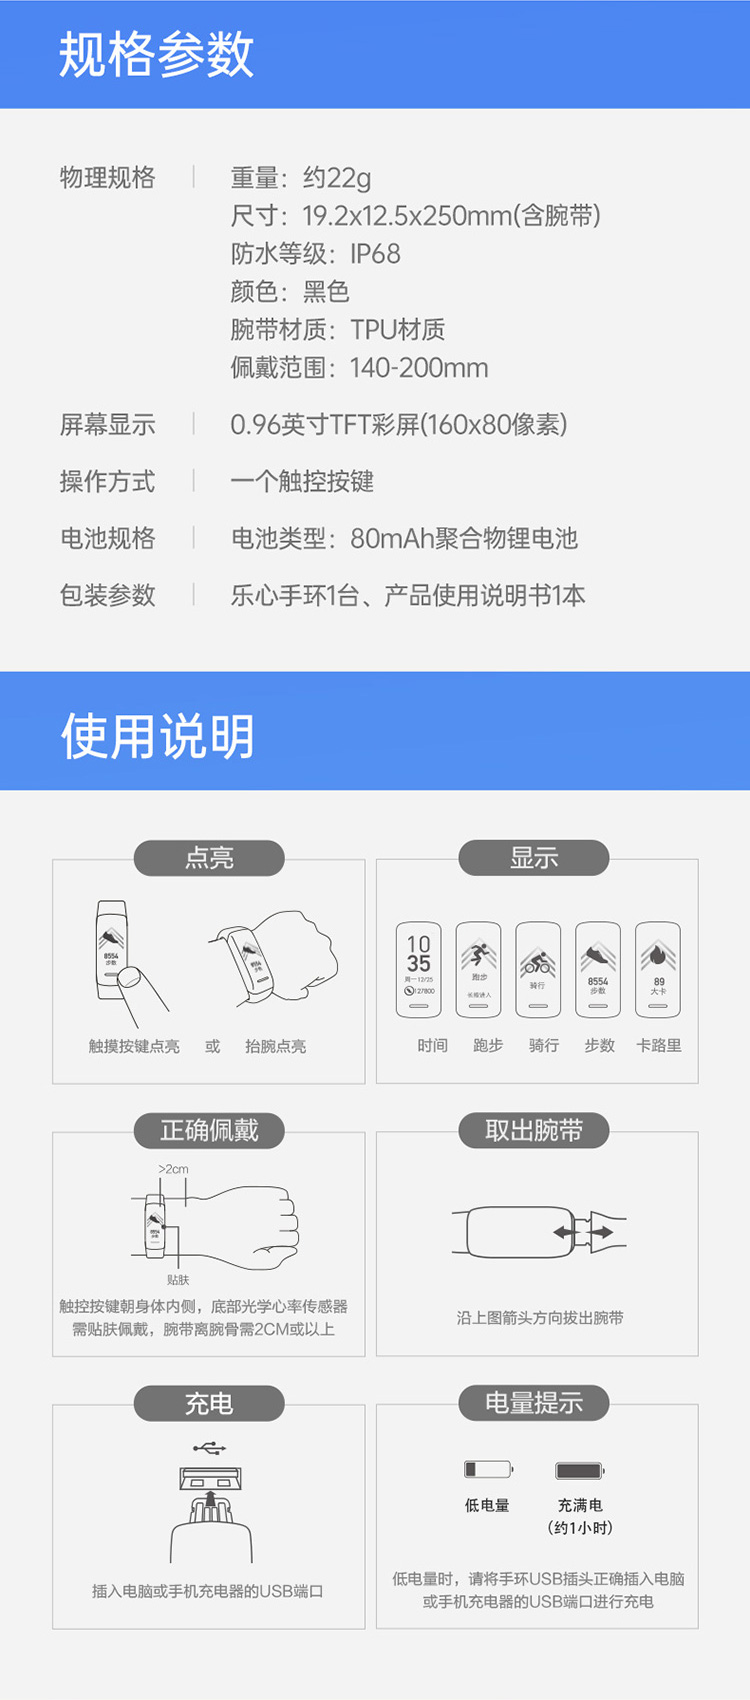 规格参数
物理规格
重量：约22g
尺寸：19.2x12.5x250mm(含腕带)
防水等级：IP68
颜色：黑色
腕带材质：TPU材质
佩戴范围：140-200mm
屏幕显示
0.96英寸TFT彩屏(160x80像素)
操作方式
一个触控按键
电池规格
电池类型：80mAh聚合物锂电池
包装参数
乐心手环1台、产品使用说明书1本
使用说明
点亮
8554
步数
8554
步数
触摸按键点亮 或 抬腕点亮
显示
10
35
周一 12/25
27800
跑步
长按进入
骑行
8554
步数
89
大卡
时间 跑步 骑行 步数 卡路里
正确佩戴
>2cm
8554
步数
贴肤
触控按键朝身体内侧，底部光学心率传感器
需贴肤佩戴，腕带离腕骨需2CM或以上
取出腕带
沿上图箭头方向拔出腕带
充电
插入电脑或手机充电器的USB端口
电量提示
低电量
充满电
(约1小时)
低电量时，请将手环USB插头正确插入电脑
或手机充电器的USB端口进行充电